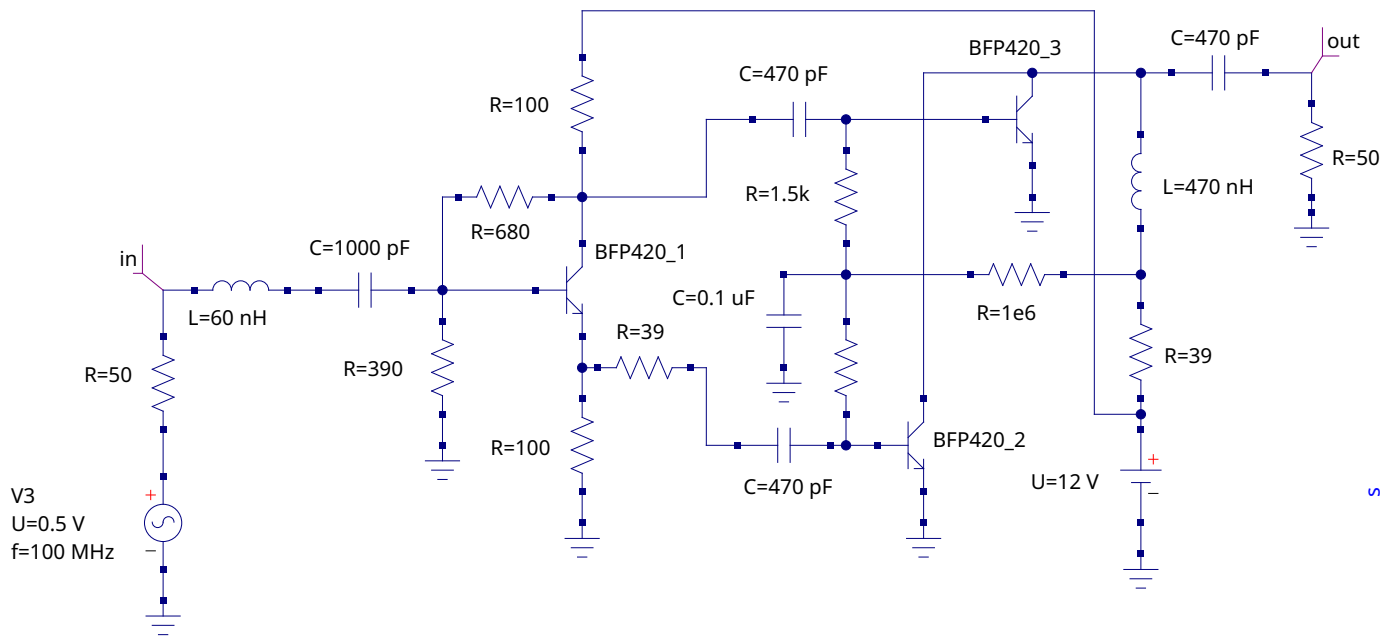 out
C=470 pF
BFP420_3
C=470 pF
R=100
R=50
R=1.5k
L=470 nH
R=680
C=1000 pF
BFP420_1
in
C=0.1 uF
R=1e6
L=60 nH
R=39
R=39
R=390
R=50
R=100
BFP420_2
C=470 pF
U=12 V
V3
U=0.5 V
f=100 MHz
+
−
+
−
s